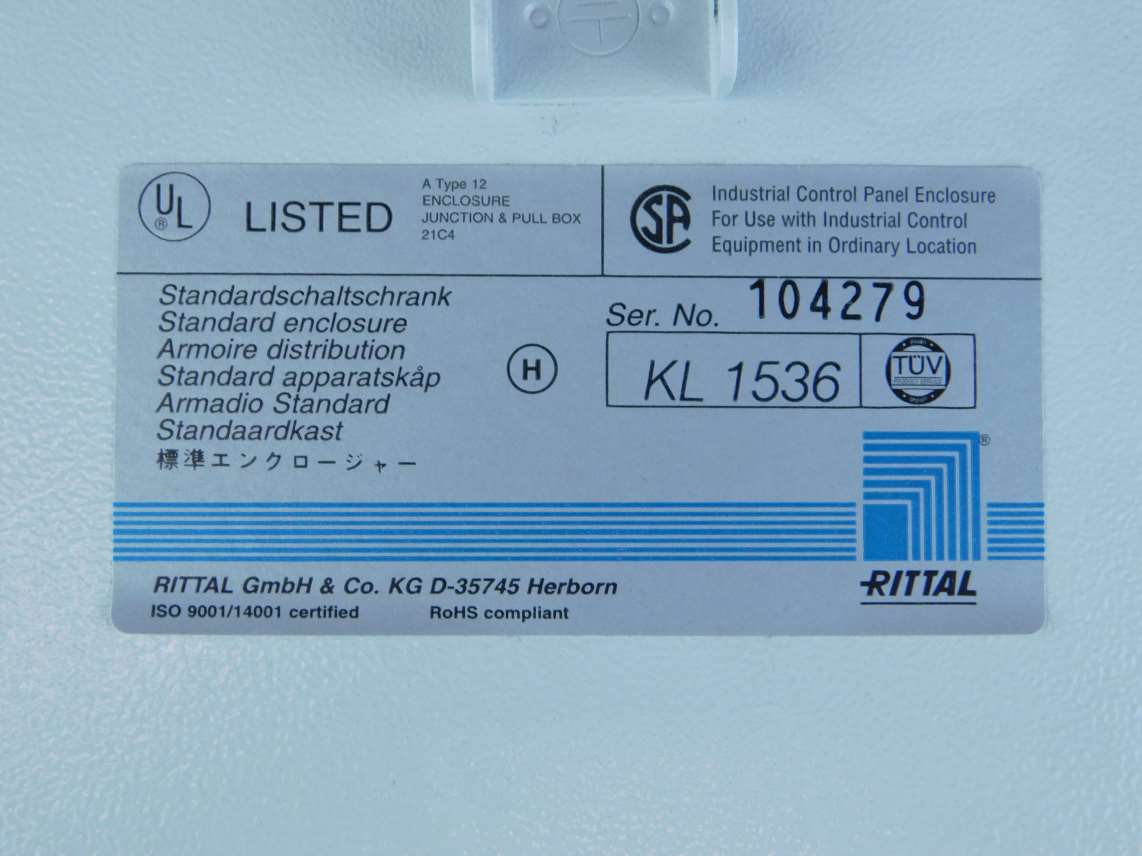 UL ® LISTED
A Type 12
ENCLOSURE
JUNCTION & PULL BOX
21C4
SA
Industrial Control Panel Enclosure
For Use with Industrial Control
Equipment in Ordinary Location
Standardschaltschrank
Standard enclosure
Armoire distribution
Standard apparatskåp
Armadio Standard
Standaardkast
標準エンクロージャー
H
Ser. No. 104279
KL 1536
TÜV
PRODUCT SERVICE
®
RITTAL
RITTAL GmbH & Co. KG D-35745 Herborn
ISO 9001/14001 certified RoHS compliant